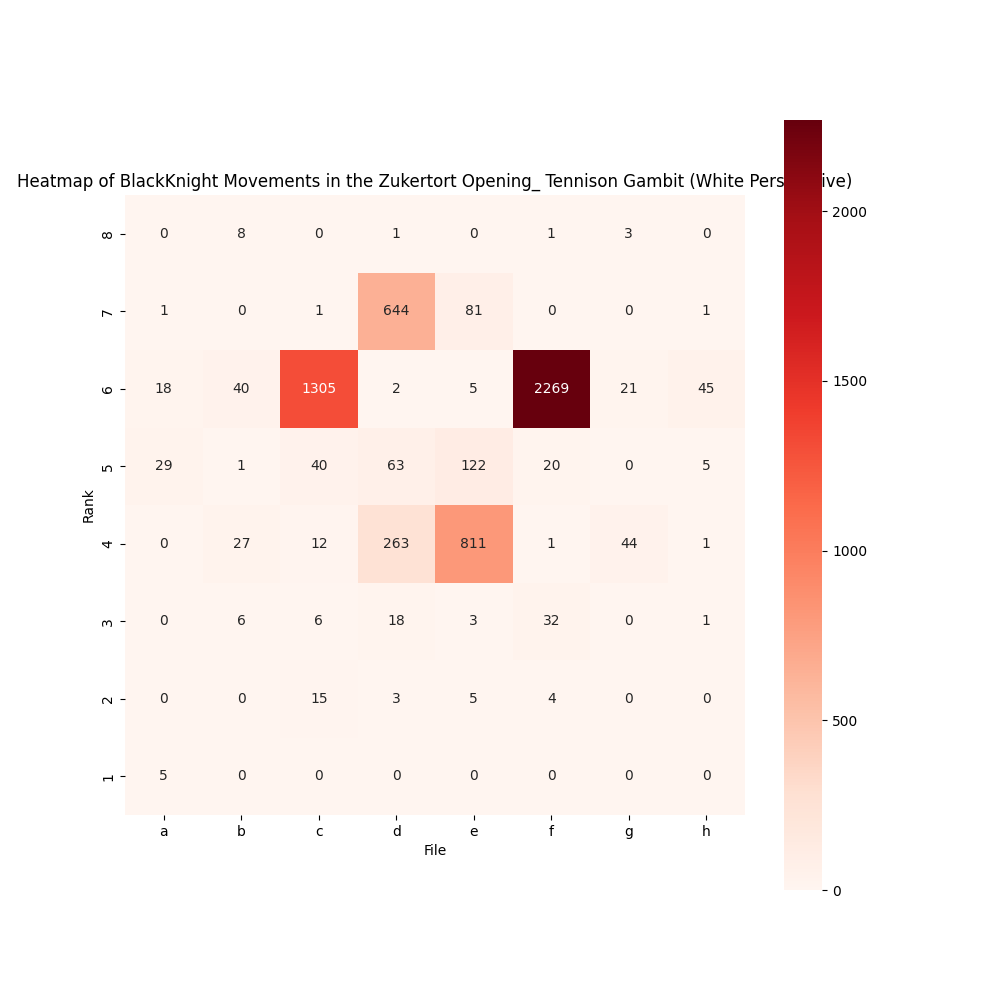 Heatmap of BlackKnight Movements in the Zukertort Opening_ Tennison Gambit (White Perspective)
8 0 8 0 1 0 1 3 0
7 1 0 1 644 81 0 0 1
6 18 40 1305 2 5 2269 21 45
5 29 1 40 63 122 20 0 5
4 0 27 12 263 811 1 44 1
3 0 6 6 18 3 32 0 1
2 0 0 15 3 5 4 0 0
1 5 0 0 0 0 0 0 0
a b c d e f g h
Rank
File
2000
1500
1000
500
0